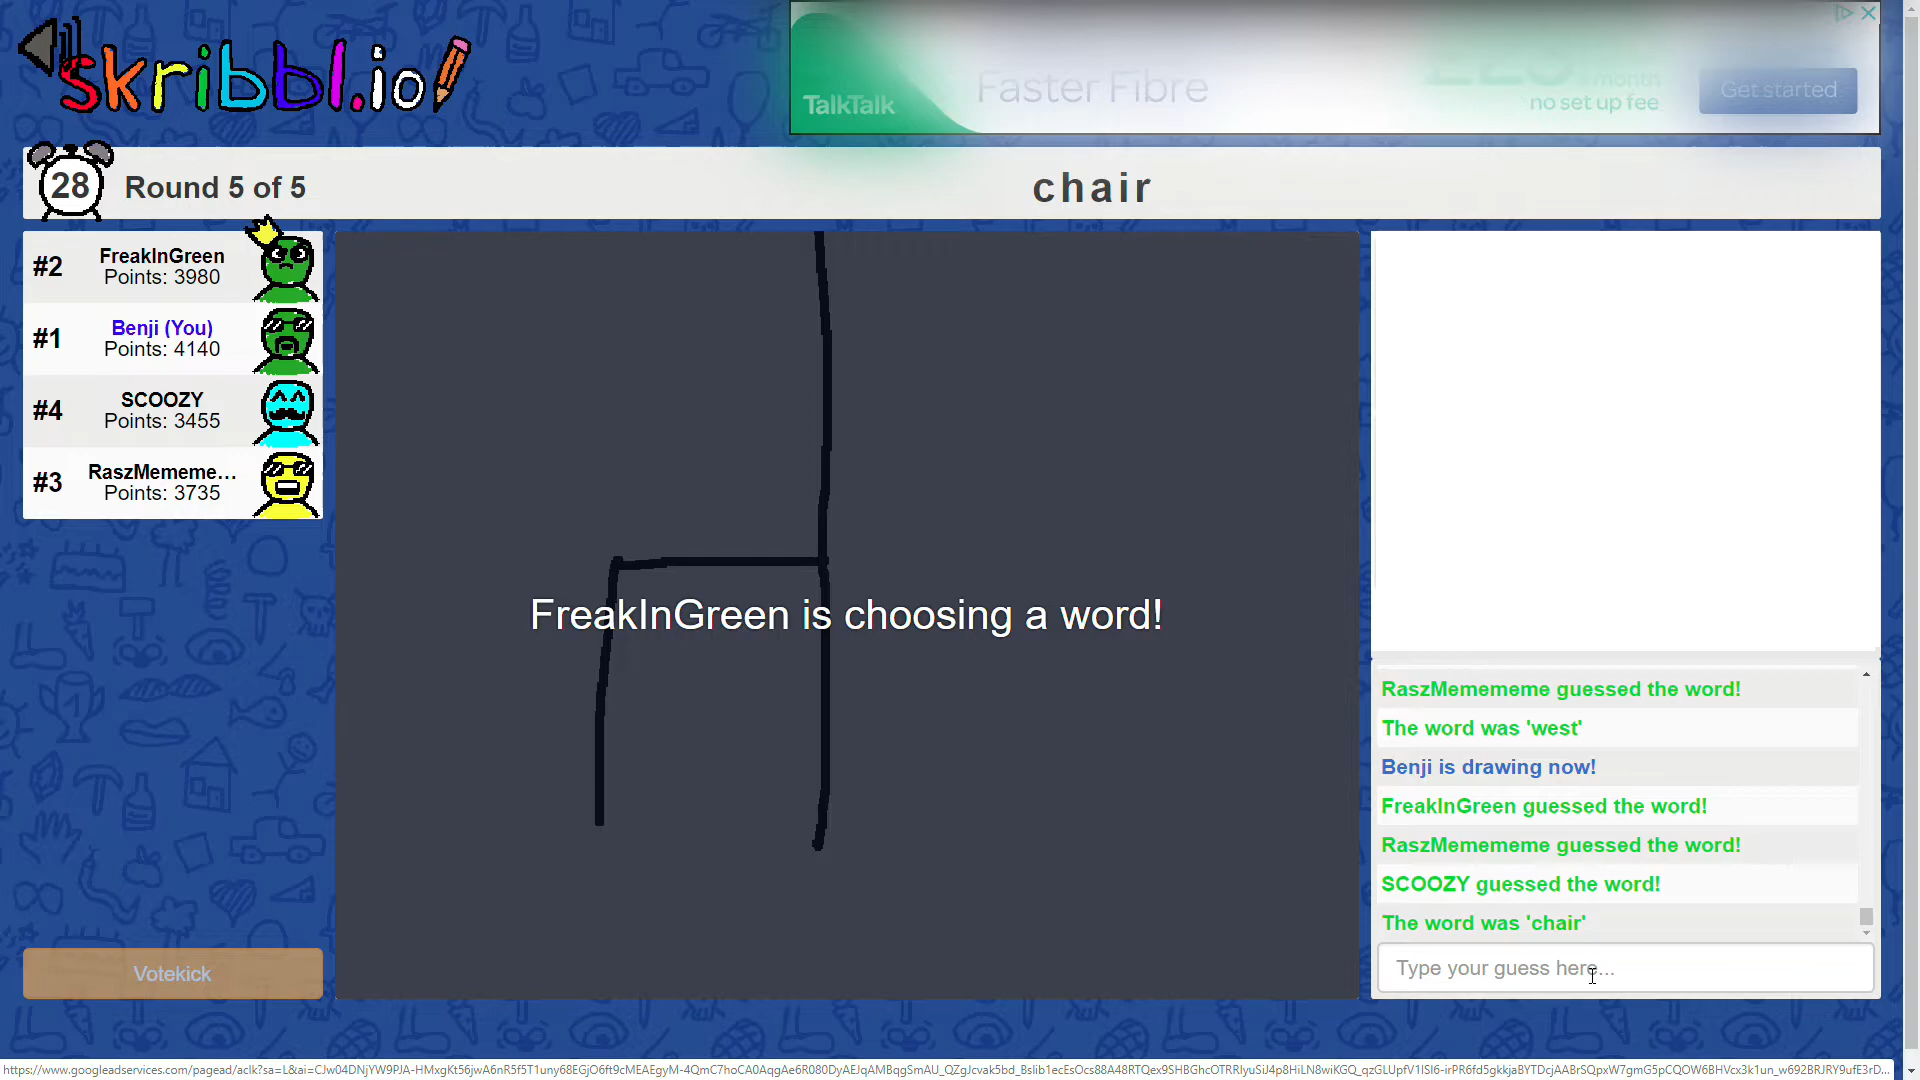 skribbl.io
TalkTalk
Faster Fibre
month
no set up fee
Get started
28
Round 5 of 5
chair
#2
FreakInGreen
Points: 3980
#1
Benji (You)
Points: 4140
#4
SCOOZY
Points: 3455
#3
RaszMememe...
Points: 3735
FreakInGreen is choosing a word!
RaszMemememe guessed the word!
The word was 'west'
Benji is drawing now!
FreakInGreen guessed the word!
RaszMemememe guessed the word!
SCOOZY guessed the word!
The word was 'chair'
Type your guess here...
Votekick